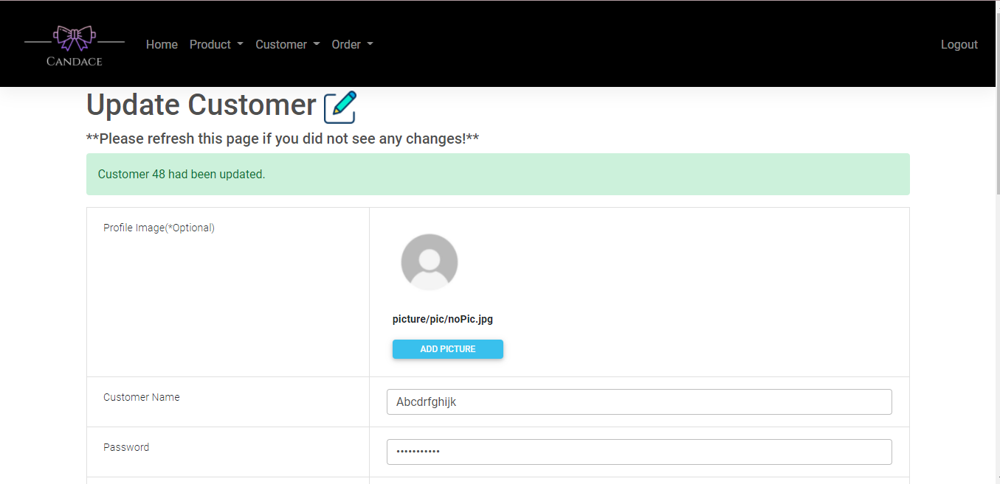 CANDACE
Home Product Customer Order Logout
Update Customer
**Please refresh this page if you did not see any changes!**
Customer 48 had been updated.
Profile Image(*Optional)
picture/pic/noPic.jpg
ADD PICTURE
Customer Name
Abcdrfghijk
Password
•••••••••••